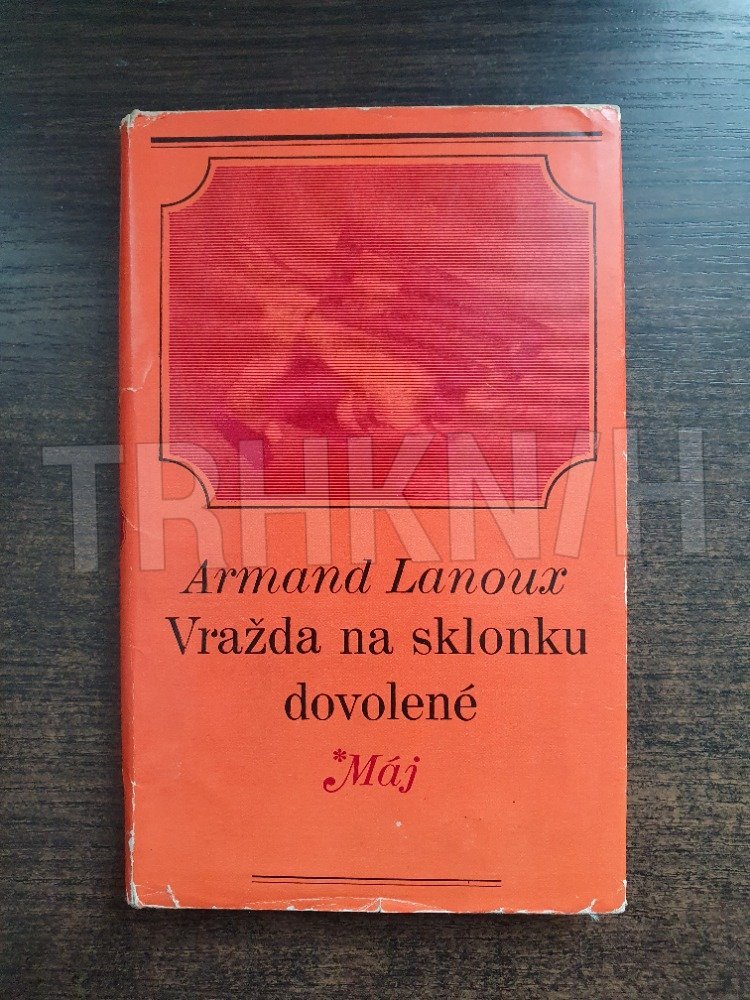 TRHKNIH
Armand Lanoux
Vražda na sklonku
dovolené
*Máj